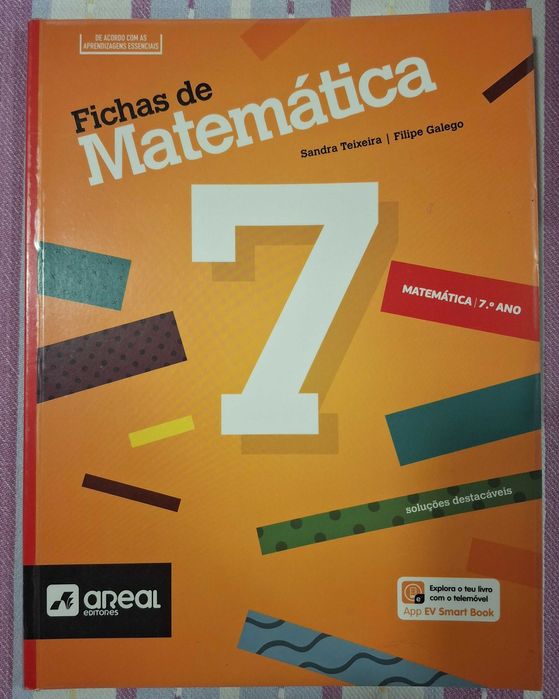 DE ACORDO COM AS
APRENDIZAGENS ESSENCIAIS
Fichas de
Matemática
Sandra Teixeira | Filipe Galego
7
MATEMÁTICA / 7.º ANO
soluções destacáveis
Explora o teu livro
com o telemóvel
App EV Smart Book
e
areal
EDITORES